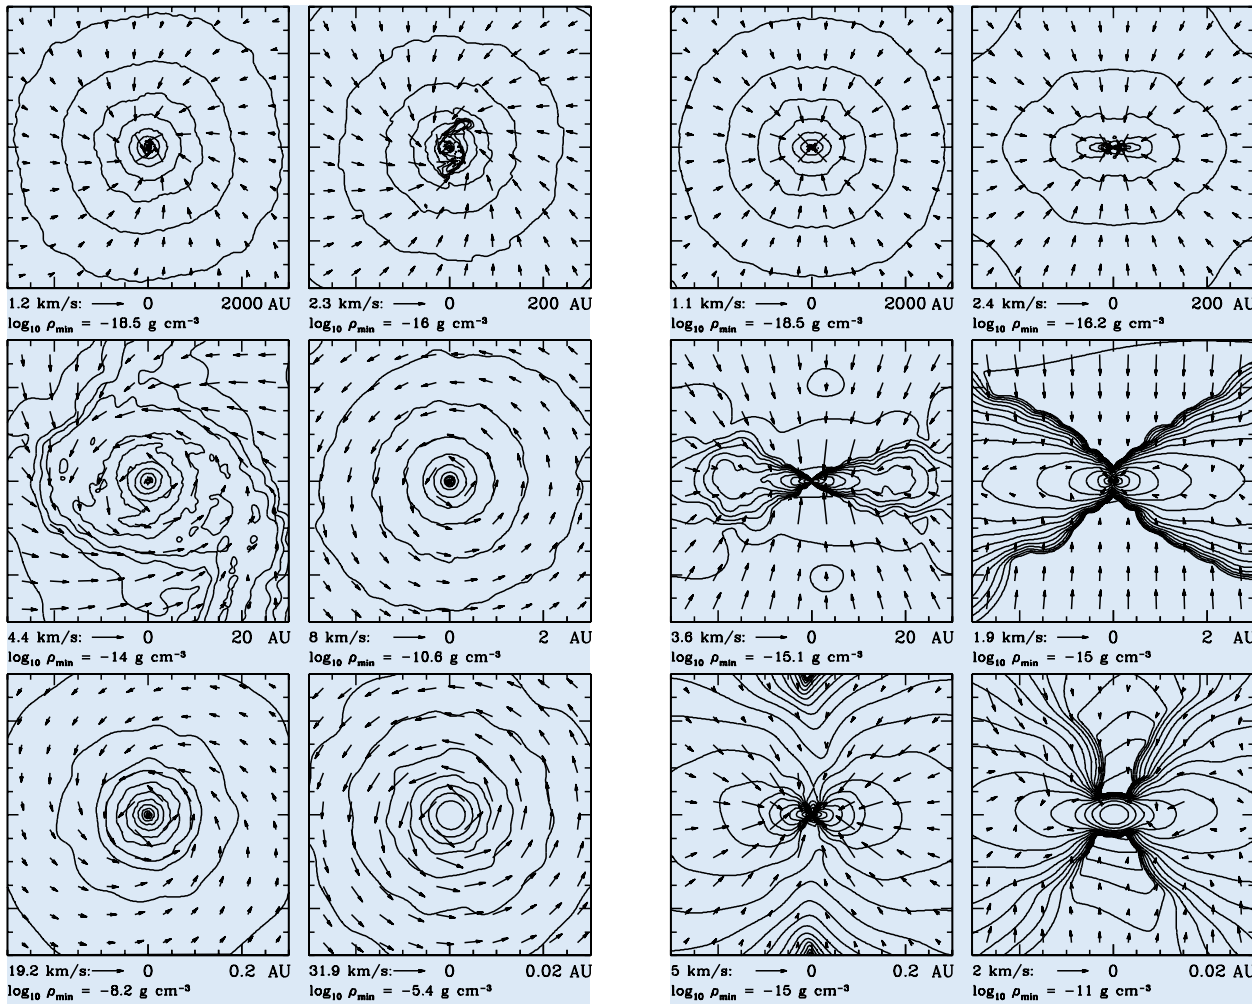 1.2 km/s: 0 2000 AU
log₁₀ ρₘᵢₙ = −18.5 g cm⁻³
2.3 km/s: 0 200 AU
log₁₀ ρₘᵢₙ = −16 g cm⁻³
1.1 km/s: 0 2000 AU
log₁₀ ρₘᵢₙ = −18.5 g cm⁻³
2.4 km/s: 0 200 AU
log₁₀ ρₘᵢₙ = −16.2 g cm⁻³
4.4 km/s: 0 20 AU
log₁₀ ρₘᵢₙ = −14 g cm⁻³
8 km/s: 0 2 AU
log₁₀ ρₘᵢₙ = −10.6 g cm⁻³
3.6 km/s: 0 20 AU
log₁₀ ρₘᵢₙ = −15.1 g cm⁻³
1.9 km/s: 0 2 AU
log₁₀ ρₘᵢₙ = −15 g cm⁻³
19.2 km/s: 0 0.2 AU
log₁₀ ρₘᵢₙ = −8.2 g cm⁻³
31.9 km/s: 0 0.02 AU
log₁₀ ρₘᵢₙ = −5.4 g cm⁻³
5 km/s: 0 0.2 AU
log₁₀ ρₘᵢₙ = −15 g cm⁻³
2 km/s: 0 0.02 AU
log₁₀ ρₘᵢₙ = −11 g cm⁻³